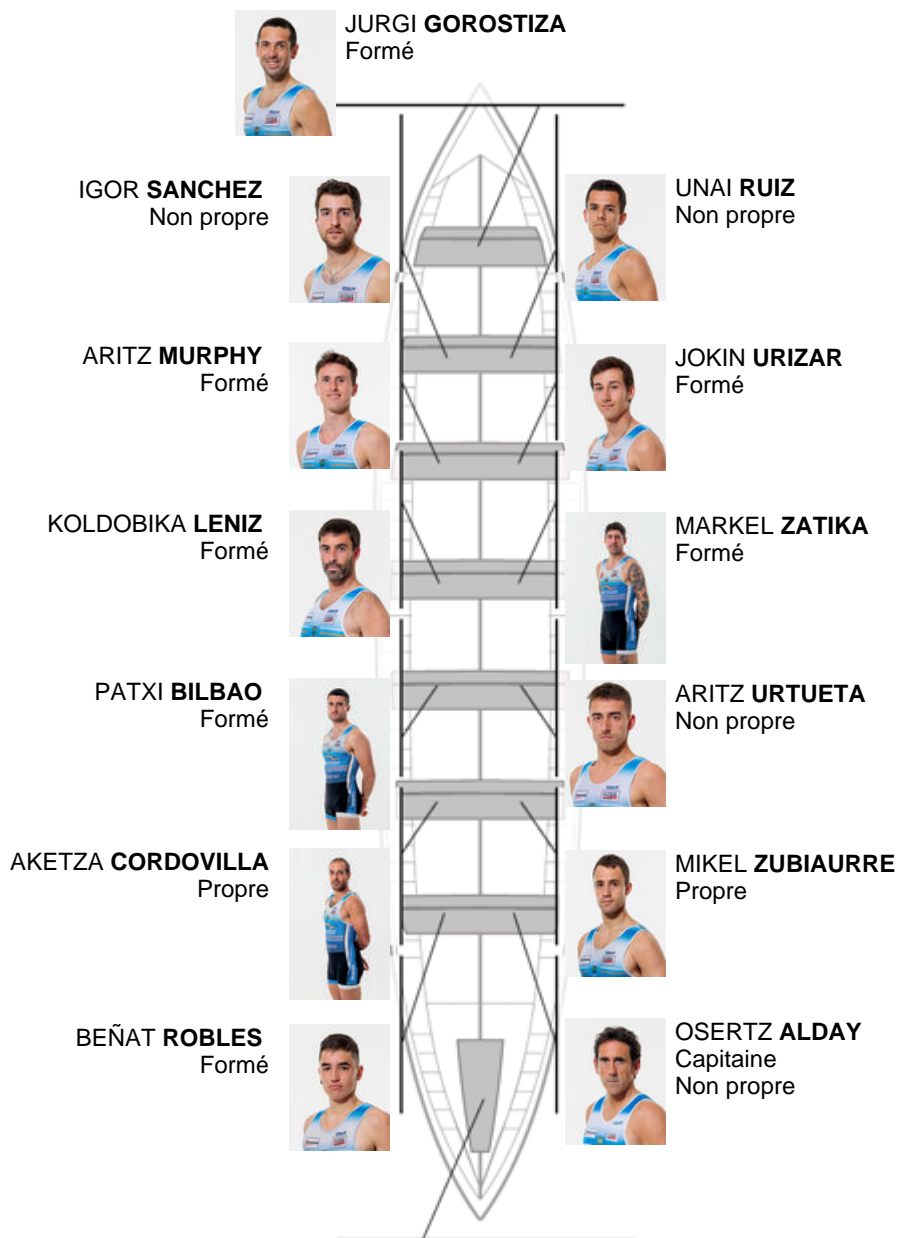 JURGI GOROSTIZA
Formé
IGOR SANCHEZ
Non propre
UNAI RUIZ
Non propre
ARITZ MURPHY
Formé
JOKIN URIZAR
Formé
KOLDOBIKA LENIZ
Formé
MARKEL ZATIKA
Formé
PATXI BILBAO
Formé
ARITZ URTUETA
Non propre
AKETZA CORDOVILLA
Propre
MIKEL ZUBIAURRE
Propre
BEÑAT ROBLES
Formé
OSERTZ ALDAY
Capitaine
Non propre